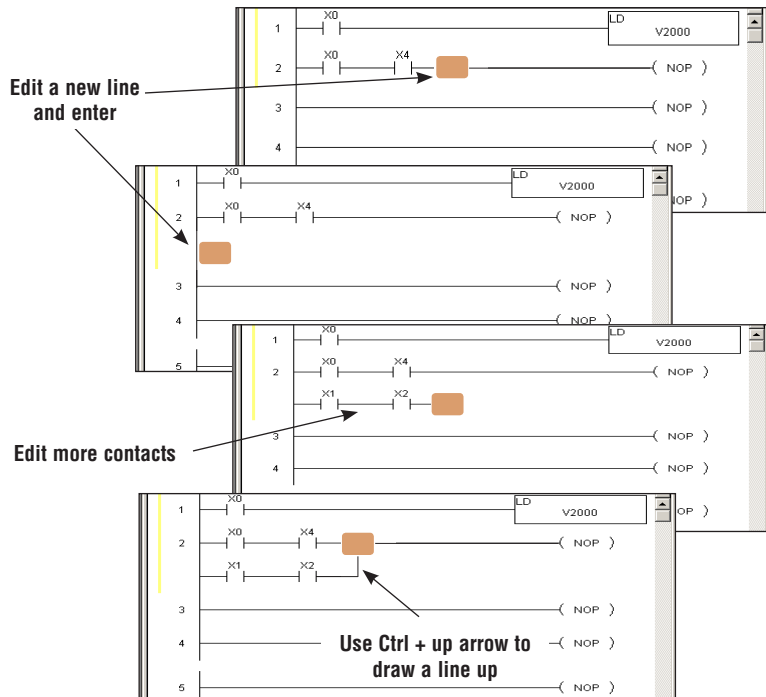 X0 LD
1 V2000
X0 X4
2 ( NOP )
Edit a new line
and enter
3 ( NOP )
4 ( NOP )
NOP )
X0 LD
1 V2000
X0 X4
2 ( NOP )
3 ( NOP )
4 ( NOP )
5
X0 LD
1 V2000
X0 X4
2 ( NOP )
X1 X2
3 ( NOP )
Edit more contacts
4 ( NOP )
OP )
X0 LD
1 V2000
X0 X4
2 ( NOP )
X1 X2
3 ( NOP )
4 ( NOP )
Use Ctrl + up arrow to
draw a line up
5 ( NOP )